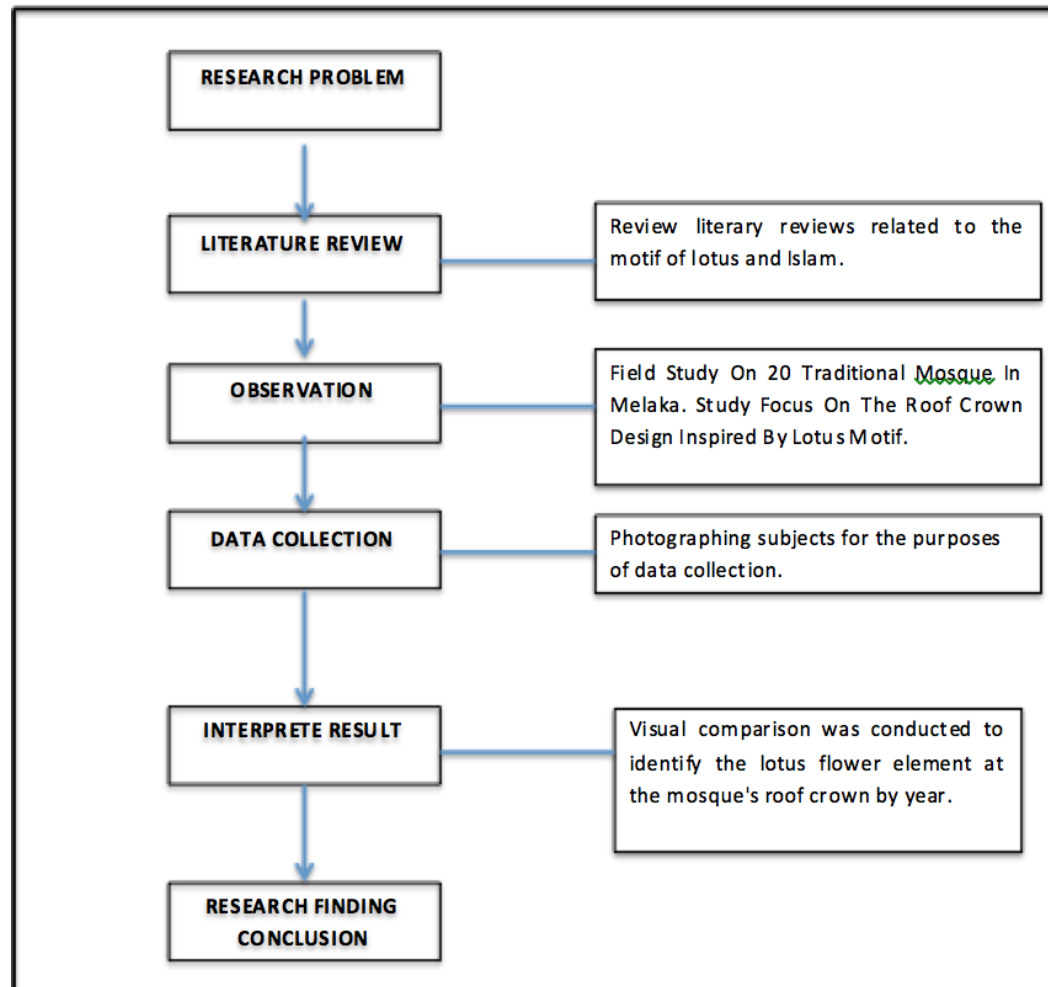 RESEARCH PROBLEM
LITERATURE REVIEW
Review literary reviews related to the
motif of lotus and Islam.
OBSERVATION
Field Study On 20 Traditional Mosque In
Melaka. Study Focus On The Roof Crown
Design Inspired By Lotus Motif.
DATA COLLECTION
Photographing subjects for the purposes
of data collection.
INTERPRETE RESULT
Visual comparison was conducted to
identify the lotus flower element at
the mosque's roof crown by year.
RESEARCH FINDING
CONCLUSION